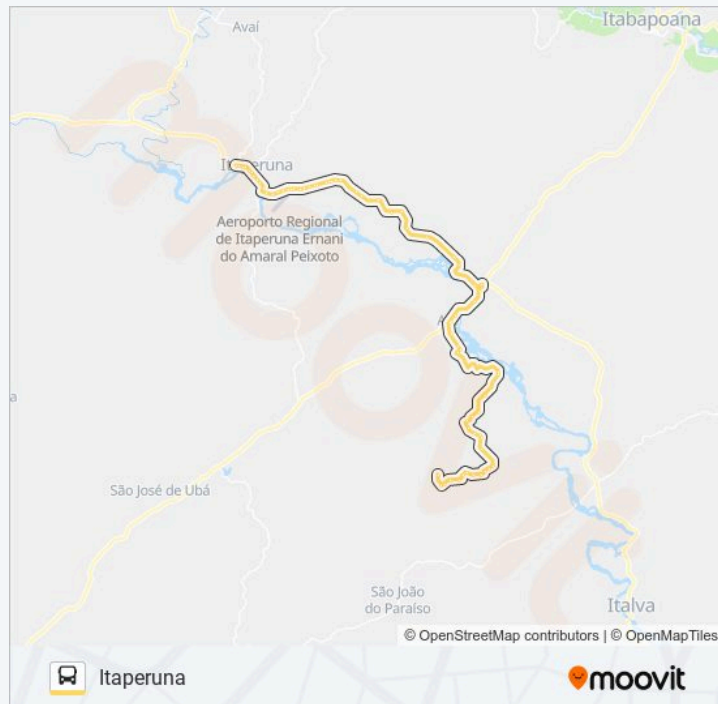 Avaí
Itabapoana
Itaperuna
Aeroporto Regional
de Itaperuna Ernani
do Amaral Peixoto
a
São José de Ubá
São João
do Paraíso
Italva
© OpenStreetMap contributors | © OpenMapTiles
Itaperuna
moovit